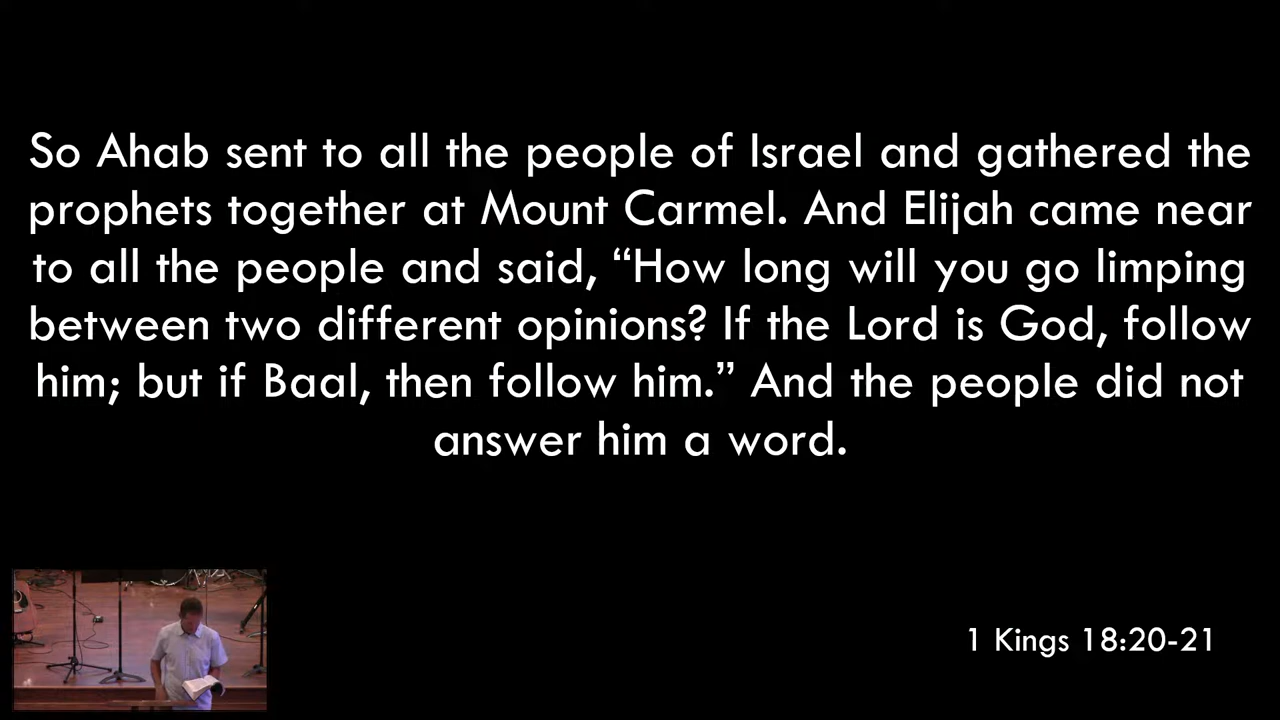 So Ahab sent to all the people of Israel and gathered the
prophets together at Mount Carmel. And Elijah came near
to all the people and said, “How long will you go limping
between two different opinions? If the Lord is God, follow
him; but if Baal, then follow him.” And the people did not
answer him a word.
1 Kings 18:20-21